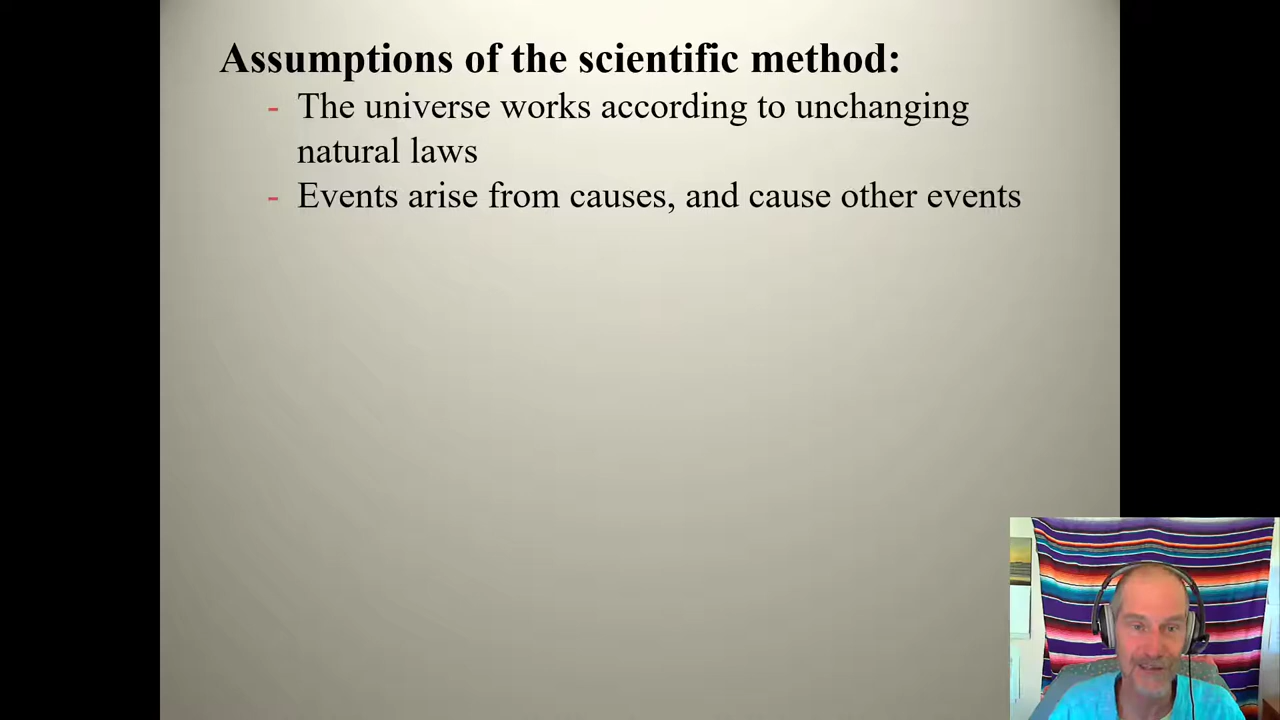 Assumptions of the scientific method:
- The universe works according to unchanging
natural laws
- Events arise from causes, and cause other events